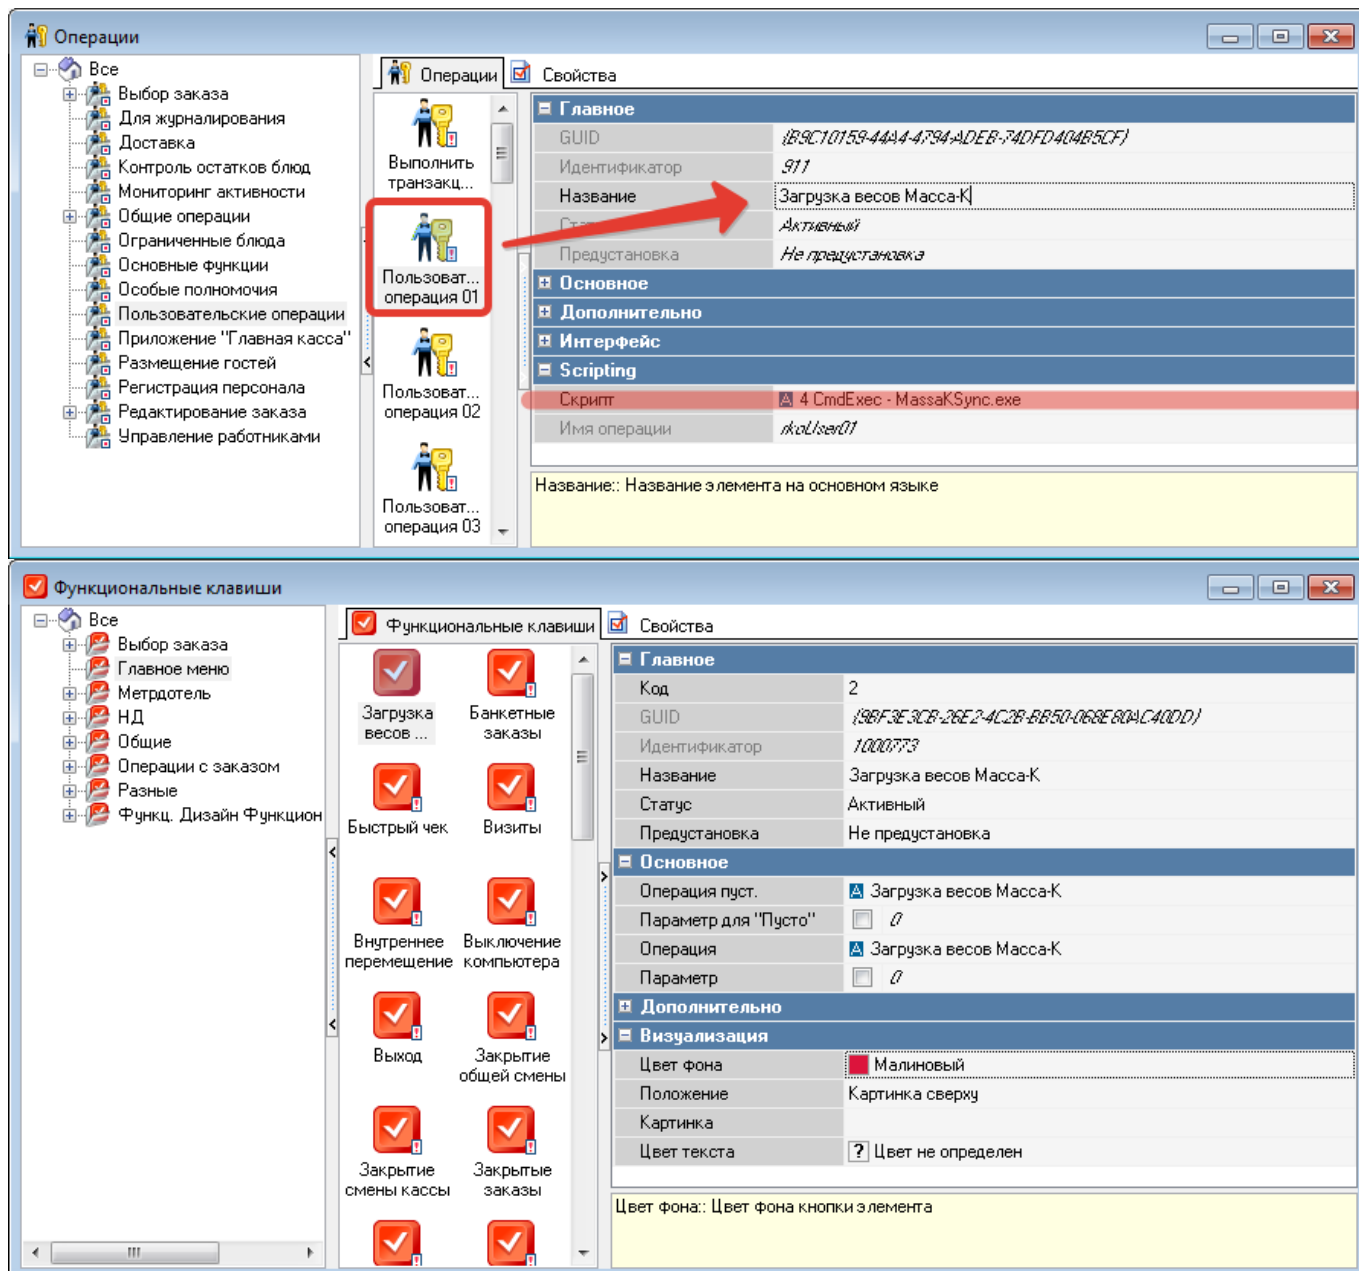 Операции
Все
Выбор заказа
Для журналирования
Доставка
Контроль остатков блюд
Мониторинг активности
Общие операции
Ограниченные блюда
Основные функции
Особые полномочия
Пользовательские операции
Приложение "Главная касса"
Размещение гостей
Регистрация персонала
Редактирование заказа
Управление работниками
Операции
Свойства
Выполнить
транзакц...
Пользоват...
операция 01
Пользоват...
операция 02
Пользоват...
операция 03
Главное
GUID {B9C10159-44A4-4794-ADEB-74DFD404B5CF}
Идентификатор 911
Название Загрузка весов Масса-К
Статус Активный
Предустановка Не предустановка
Основное
Дополнительно
Интерфейс
Scripting
Скрипт A 4 CmdExec - MassaKSync.exe
Имя операции rkoUser01
Название:: Название элемента на основном языке
Функциональные клавиши
Все
Выбор заказа
Главное меню
Метрдотель
НД
Общие
Операции с заказом
Разные
Функц. Дизайн Функцион
Функциональные клавиши
Свойства
Загрузка
весов ...
Банкетные
заказы
Быстрый чек
Визиты
Внутреннее
перемещение
Выключение
компьютера
Выход
Закрытие
общей смены
Закрытие
смены кассы
Закрытые
заказы
Главное
Код 2
GUID {9BF3E3CB-26E2-4C2B-BB50-068E80AC40DD}
Идентификатор 1000773
Название Загрузка весов Масса-К
Статус Активный
Предустановка Не предустановка
Основное
Операция пуст. A Загрузка весов Масса-К
Параметр для "Пусто" 0
Операция A Загрузка весов Масса-К
Параметр 0
Дополнительно
Визуализация
Цвет фона Малиновый
Положение Картинка сверху
Картинка
Цвет текста ? Цвет не определен
Цвет фона:: Цвет фона кнопки элемента